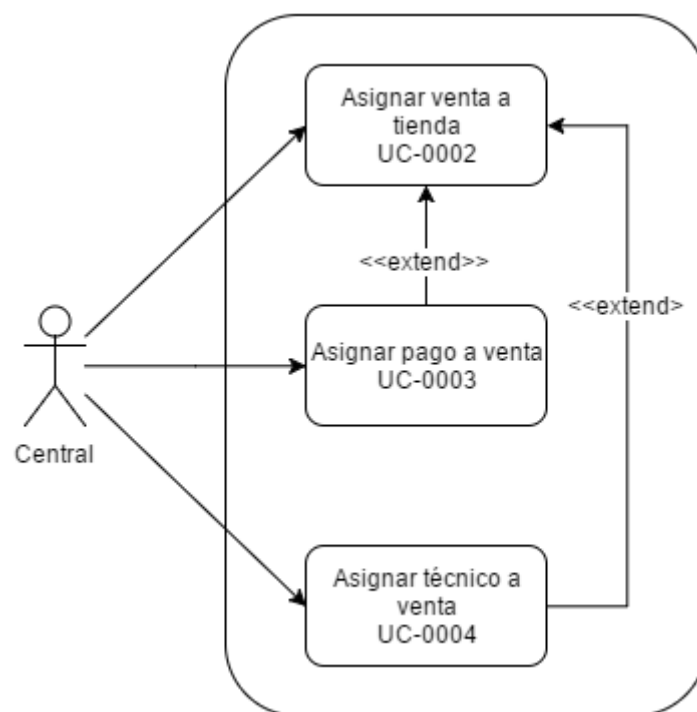 Asignar venta a
tienda
UC-0002
<<extend>>
<<extend>
Asignar pago a venta
UC-0003
Central
Asignar técnico a
venta
UC-0004